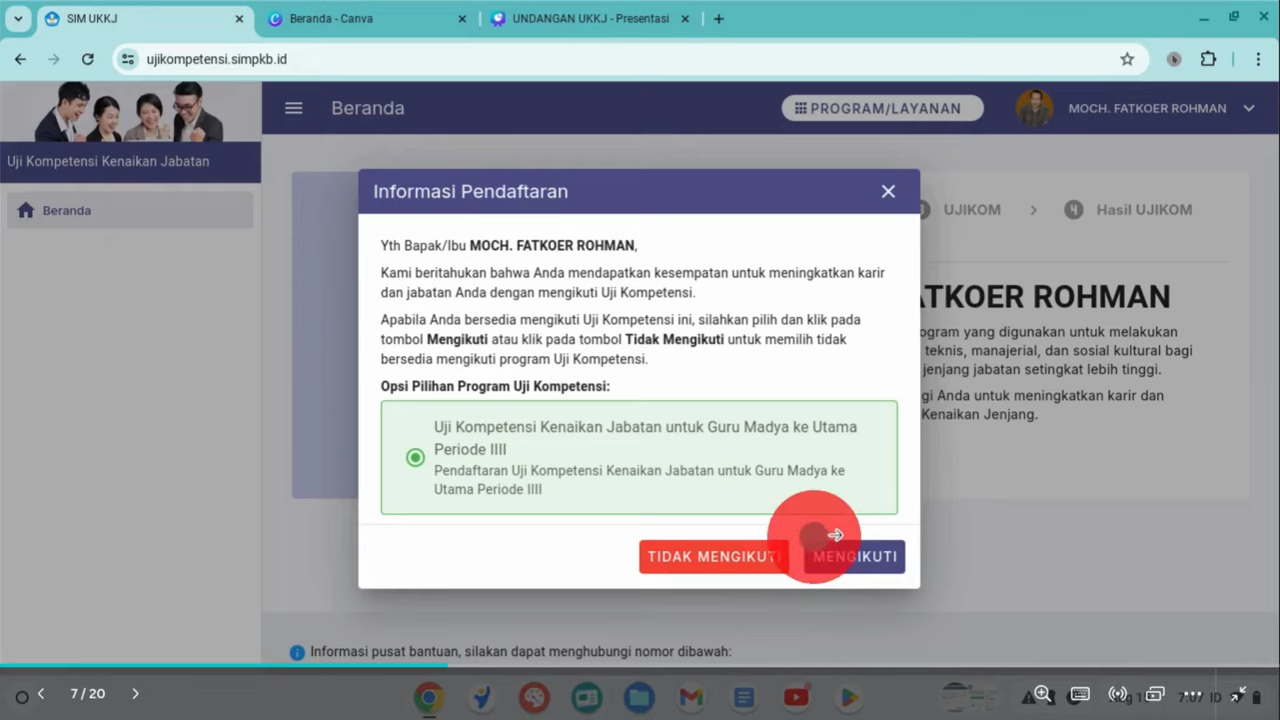 SIM UKKJ
Beranda - Canva
UNDANGAN UKKJ - Presentasi
ujikompetensi.simpkb.id
Beranda
PROGRAM/LAYANAN
MOCH. FATKOER ROHMAN
Uji Kompetensi Kenaikan Jabatan
Beranda
Informasi Pendaftaran
UJIKOM
4 Hasil UJIKOM
Yth Bapak/Ibu MOCH. FATKOER ROHMAN,
Kami beritahukan bahwa Anda mendapatkan kesempatan untuk meningkatkan karir
dan jabatan Anda dengan mengikuti Uji Kompetensi.
Apabila Anda bersedia mengikuti Uji Kompetensi ini, silahkan pilih dan klik pada
tombol Mengikuti atau klik pada tombol Tidak Mengikuti untuk memilih tidak
bersedia mengikuti program Uji Kompetensi.
Opsi Pilihan Program Uji Kompetensi:
Uji Kompetensi Kenaikan Jabatan untuk Guru Madya ke Utama
Periode IIII
Pendaftaran Uji Kompetensi Kenaikan Jabatan untuk Guru Madya ke
Utama Periode IIII
TIDAK MENGIKUTI
MENGIKUTI
ATKOER ROHMAN
ogram yang digunakan untuk melakukan
teknis, manajerial, dan sosial kultural bagi
jenjang jabatan setingkat lebih tinggi.
gi Anda untuk meningkatkan karir dan
Kenaikan Jenjang.
Informasi pusat bantuan, silakan dapat menghubungi nomor dibawah:
7 / 20
7:07 ID